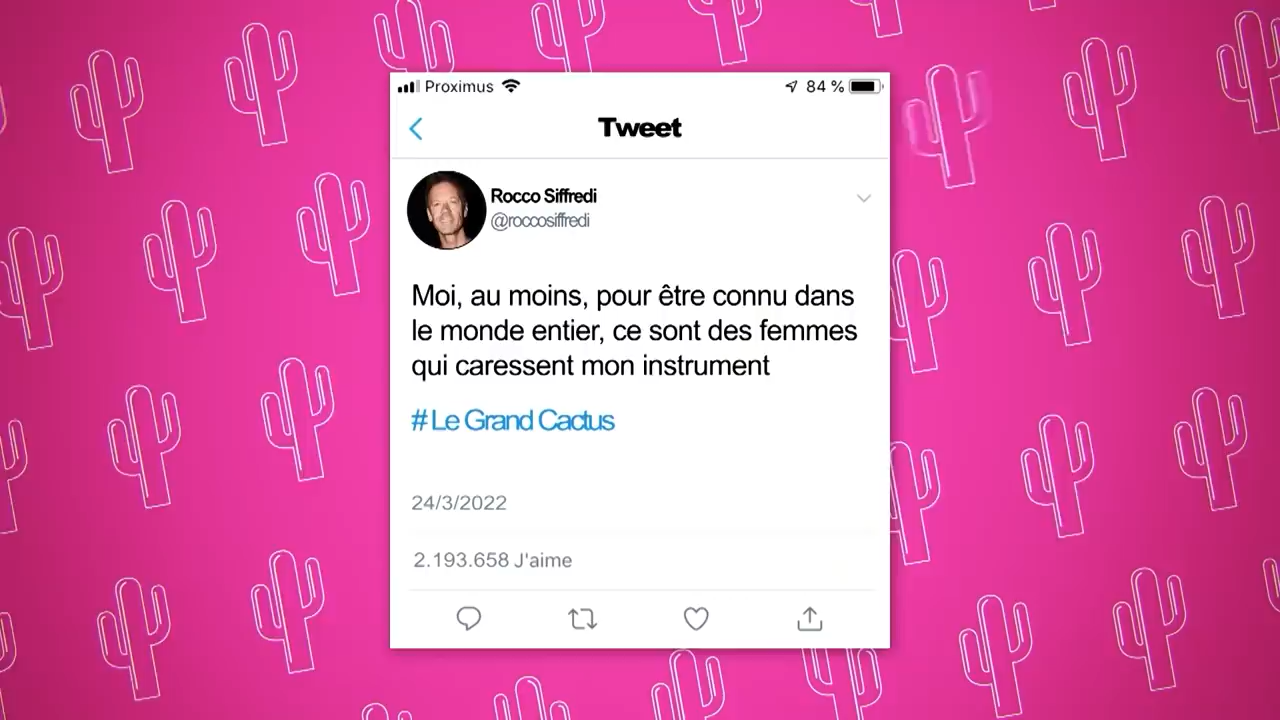 Proximus 84 %
Tweet
Rocco Siffredi
@roccosiffredi
Moi, au moins, pour être connu dans
le monde entier, ce sont des femmes
qui caressent mon instrument
# Le Grand Cactus
24/3/2022
2.193.658 J'aime